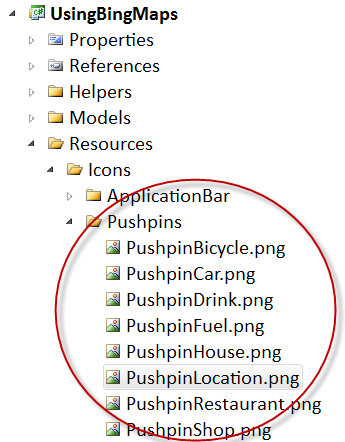 UsingBingMaps
Properties
References
Helpers
Models
Resources
Icons
ApplicationBar
Pushpins
PushpinBicycle.png
PushpinCar.png
PushpinDrink.png
PushpinFuel.png
PushpinHouse.png
PushpinLocation.png
PushpinRestaurant.png
PushpinShop.png